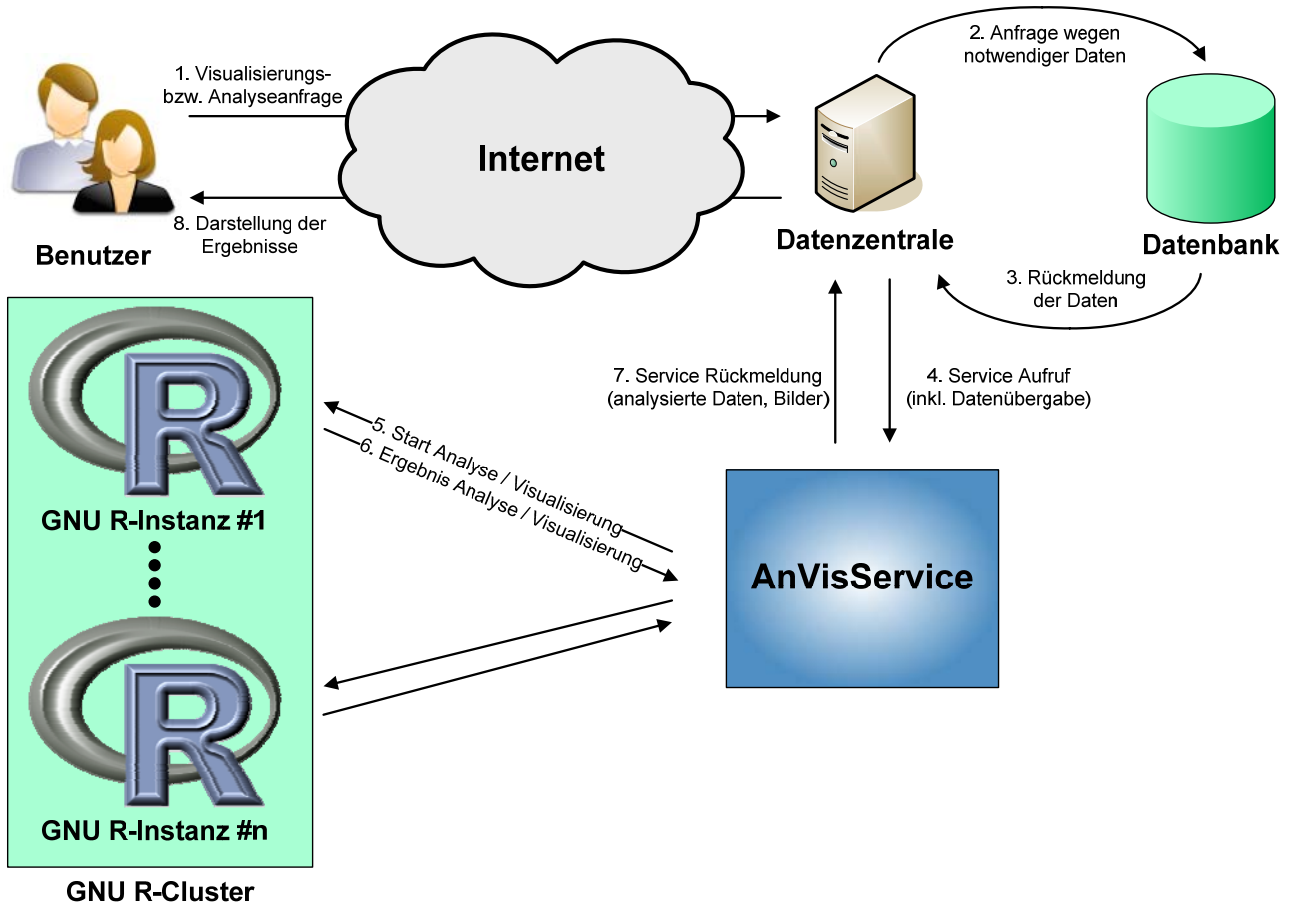 1. Visualisierungs-
bzw. Analyseanfrage
2. Anfrage wegen
notwendiger Daten
Internet
8. Darstellung der
Ergebnisse
Benutzer
Datenzentrale
Datenbank
3. Rückmeldung
der Daten
7. Service Rückmeldung
(analysierte Daten, Bilder)
4. Service Aufruf
(inkl. Datenübergabe)
5. Start Analyse / Visualisierung
6. Ergebnis Analyse / Visualisierung
R
GNU R-Instanz #1
AnVisService
R
GNU R-Instanz #n
GNU R-Cluster